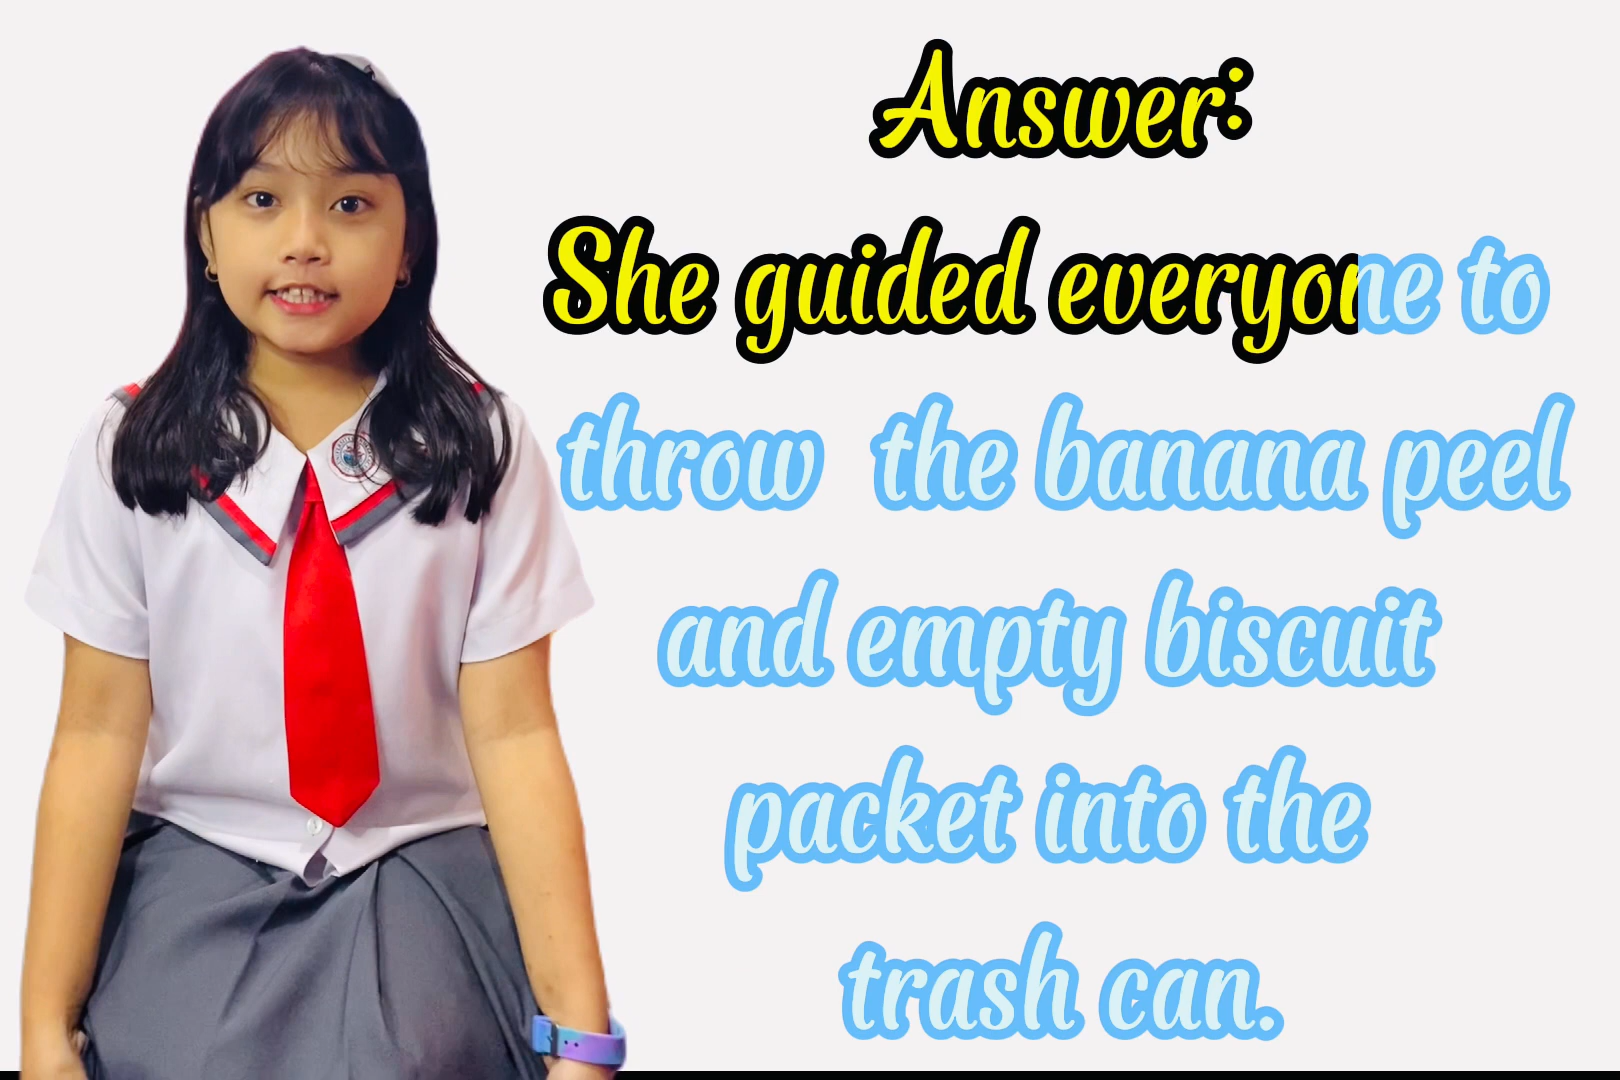 Answer:
She guided everyone to
throw the banana peel
and empty biscuit
packet into the
trash can.